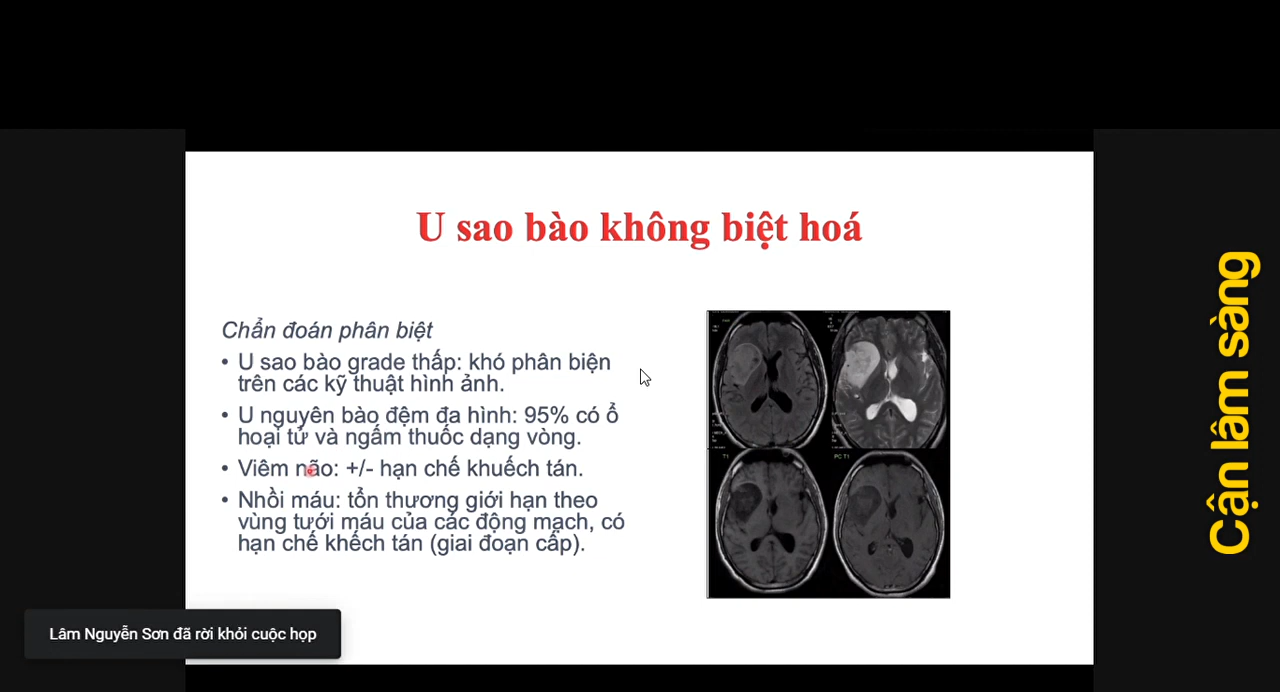 U sao bào không biệt hoá
Chẩn đoán phân biệt
• U sao bào grade thấp: khó phân biện
trên các kỹ thuật hình ảnh.
• U nguyên bào đệm đa hình: 95% có ổ
hoại tử và ngấm thuốc dạng vòng.
• Viêm não: +/- hạn chế khuếch tán.
• Nhồi máu: tổn thương giới hạn theo
vùng tưới máu của các động mạch, có
hạn chế khếch tán (giai đoạn cấp).
T1
PC T1
Cận lâm sàng
Lâm Nguyễn Sơn đã rời khỏi cuộc họp